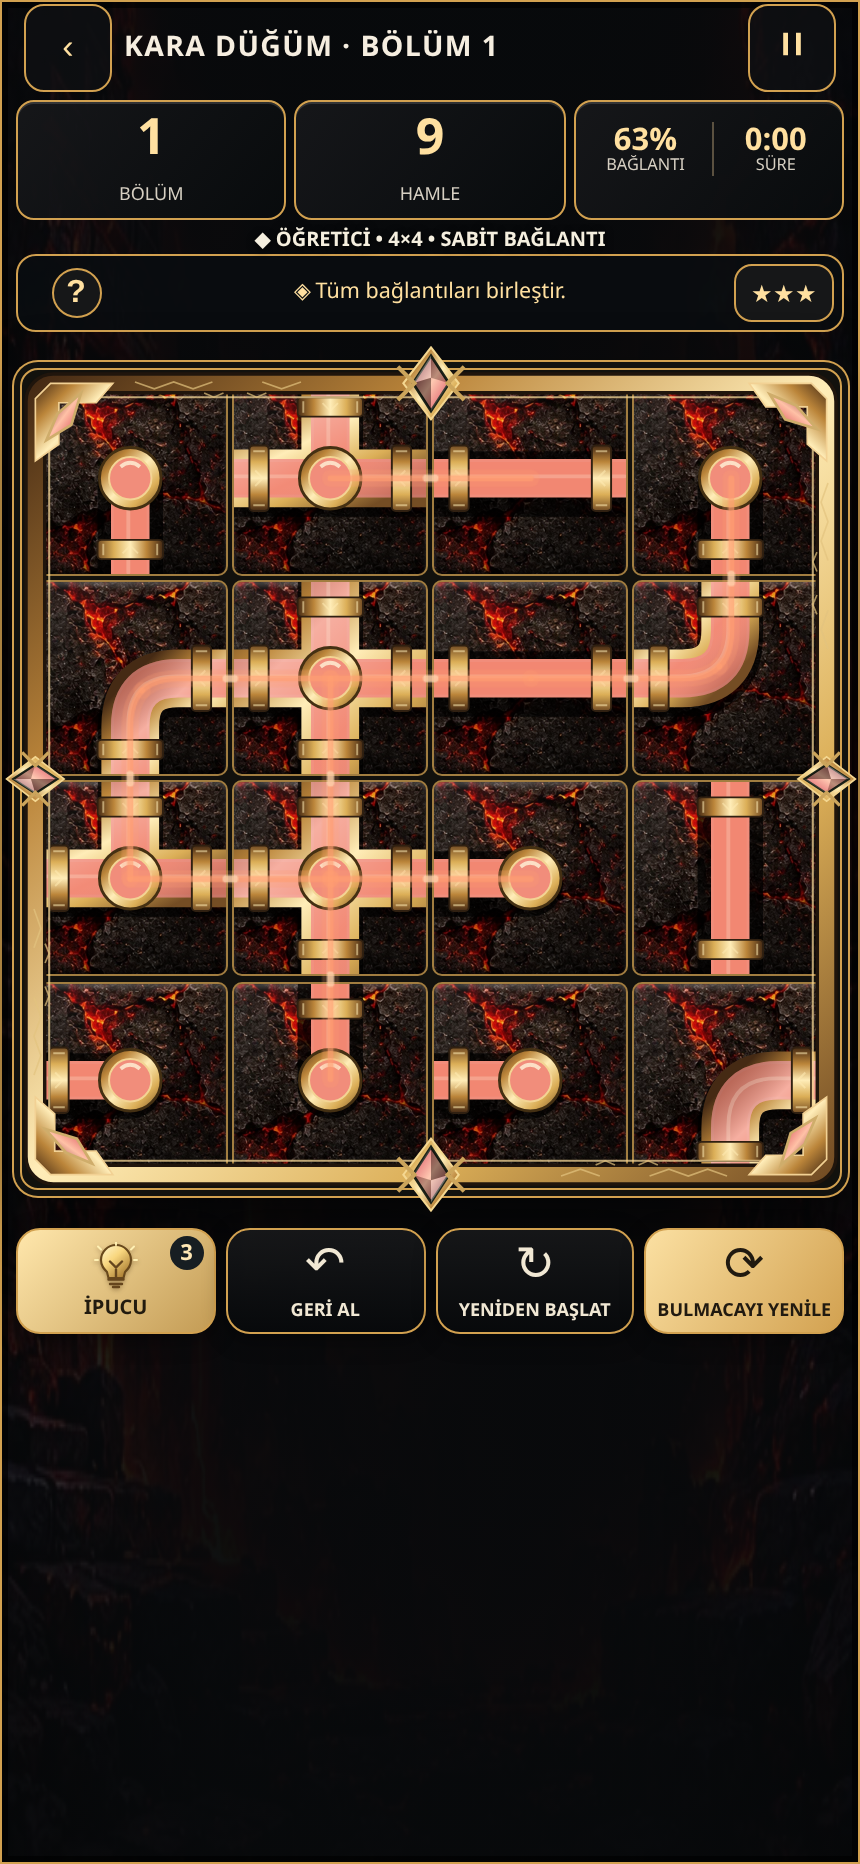 KARA DÜĞÜM · BÖLÜM 1
1
BÖLÜM
9
HAMLE
63%
BAĞLANTI
0:00
SÜRE
◆ ÖĞRETİCİ • 4×4 • SABİT BAĞLANTI
?
◈ Tüm bağlantıları birleştir.
★★★
3
İPUCU
GERİ AL
YENİDEN BAŞLAT
BULMACAYI YENİLE